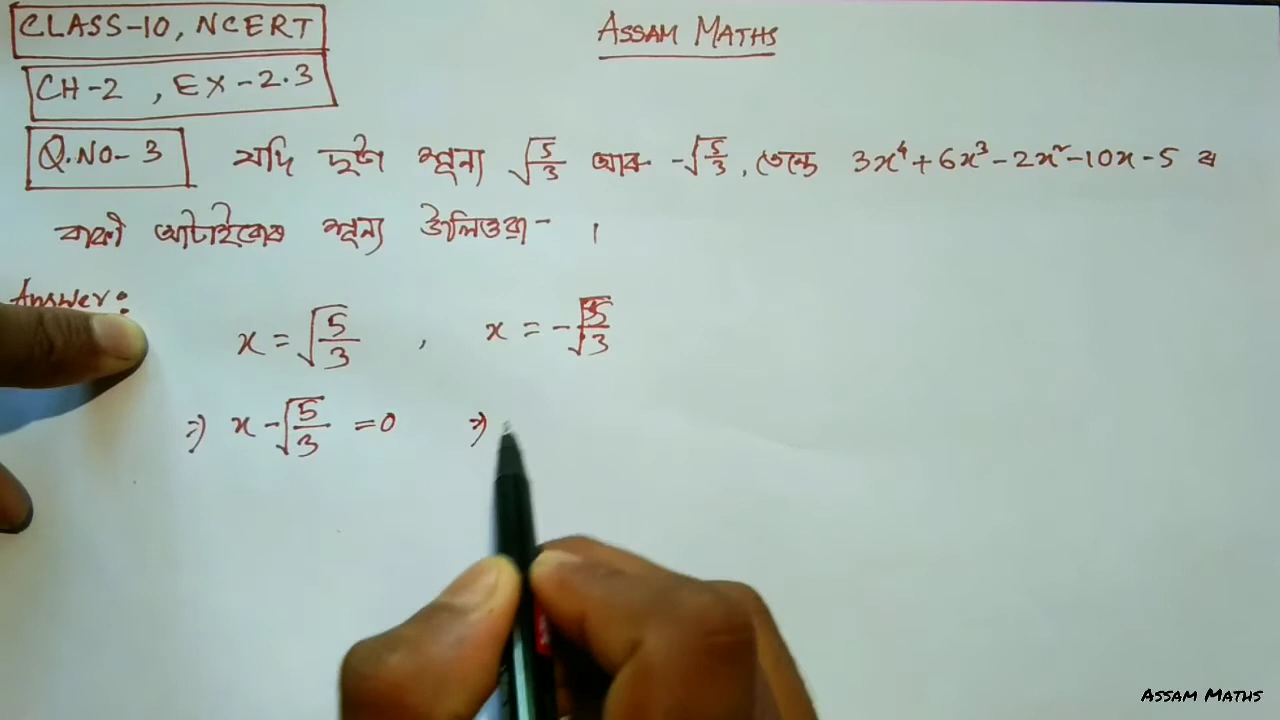 CLASS-10, NCERT
ASSAM MATHS
CH-2 , EX-2.3
Q.NO-3 যদি দুটা শূন্য √5/3 আৰু -√5/3, তেন্তে 3x⁴+6x³-2x²-10x-5 ৰ
বাকী আটাইবোৰ শূন্য উলিওৱা- ।
Answer:
x = √5/3 , x = -√5/3
⇒ x - √5/3 = 0 ⇒
ASSAM MATHS